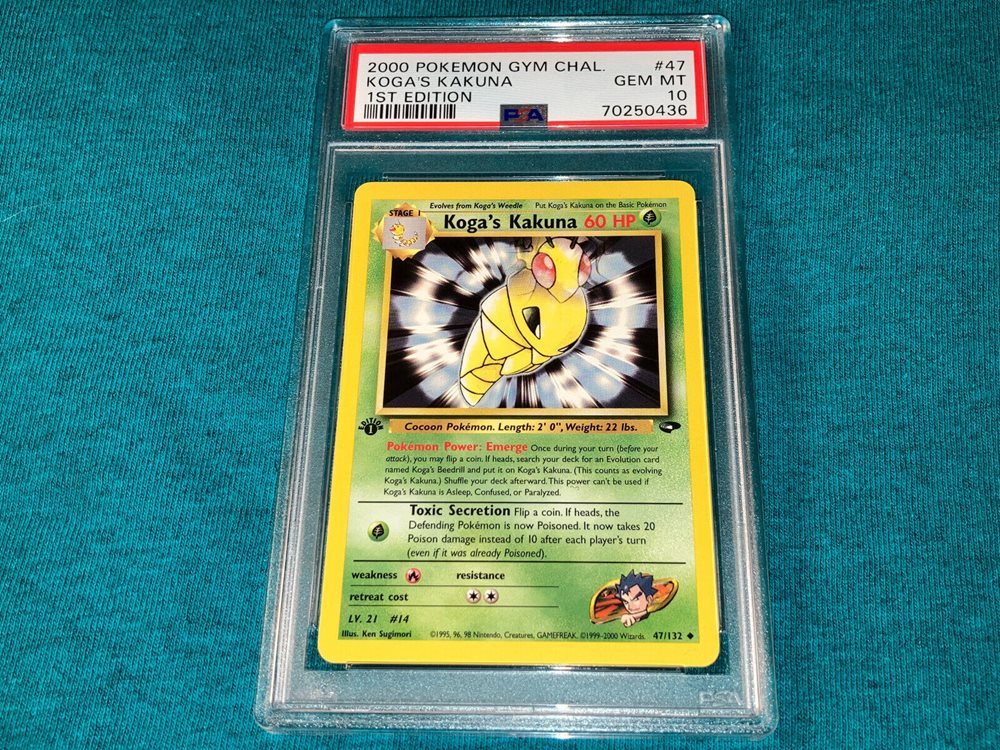 2000 POKEMON GYM CHAL. #47
KOGA'S KAKUNA GEM MT
1ST EDITION 10
PSA 70250436
Evolves from Koga's Weedle Put Koga's Kakuna on the Basic Pokémon
STAGE 1
Koga's Kakuna 60 HP
EDITION
1
Cocoon Pokémon. Length: 2' 0", Weight: 22 lbs.
Pokémon Power: Emerge Once during your turn (before your
attack), you may flip a coin. If heads, search your deck for an Evolution card
named Koga's Beedrill and put it on Koga's Kakuna. (This counts as evolving
Koga's Kakuna.) Shuffle your deck afterward. This power can't be used if
Koga's Kakuna is Asleep, Confused, or Paralyzed.
Toxic Secretion Flip a coin. If heads, the
Defending Pokémon is now Poisoned. It now takes 20
Poison damage instead of 10 after each player's turn
(even if it was already Poisoned).
weakness resistance
retreat cost
LV. 21 #14
Illus. Ken Sugimori ©1995, 96, 98 Nintendo, Creatures, GAMEFREAK. ©1999-2000 Wizards. 47/132
PSA